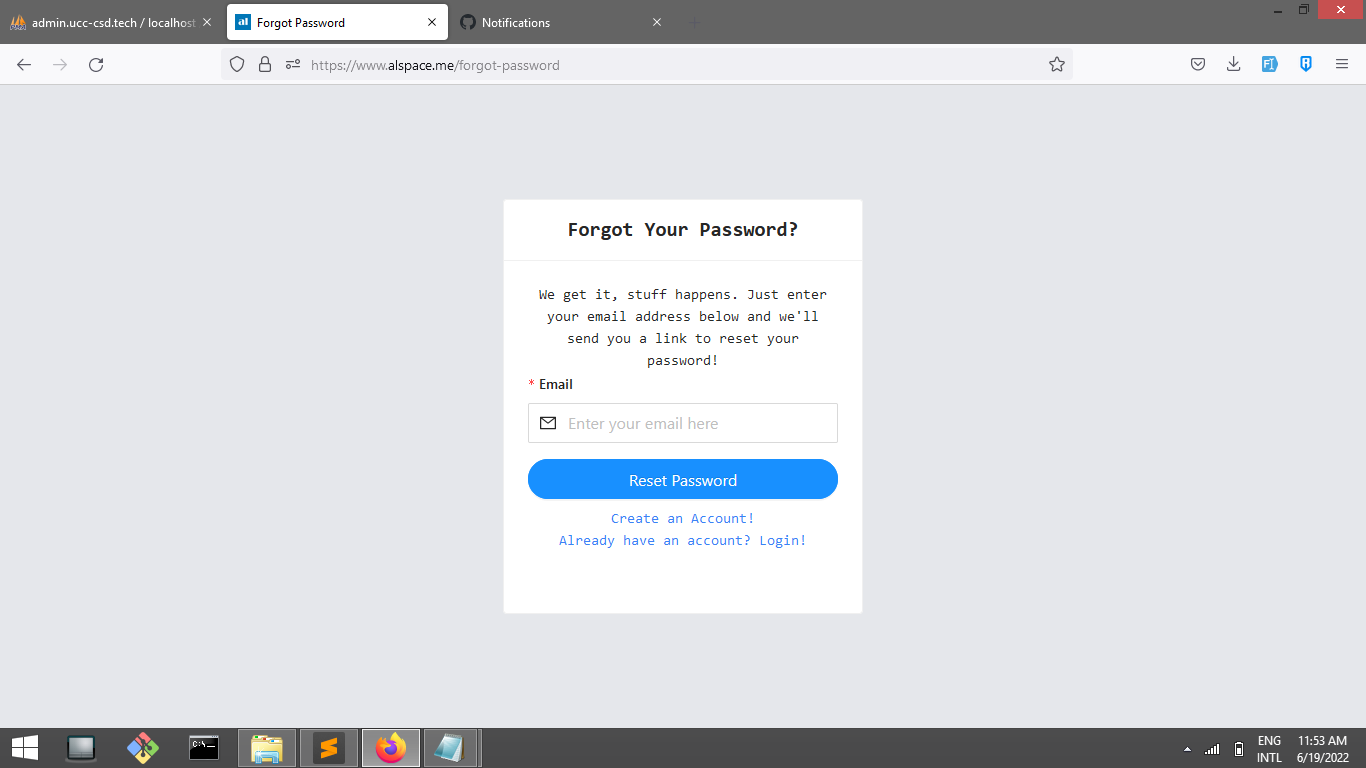 admin.ucc-csd.tech / localhost
al
Forgot Password
Notifications
https://www.alspace.me/forgot-password
Forgot Your Password?
We get it, stuff happens. Just enter
your email address below and we'll
send you a link to reset your
password!
* Email
Enter your email here
Reset Password
Create an Account!
Already have an account? Login!
C:\_
ENG
INTL
11:53 AM
6/19/2022